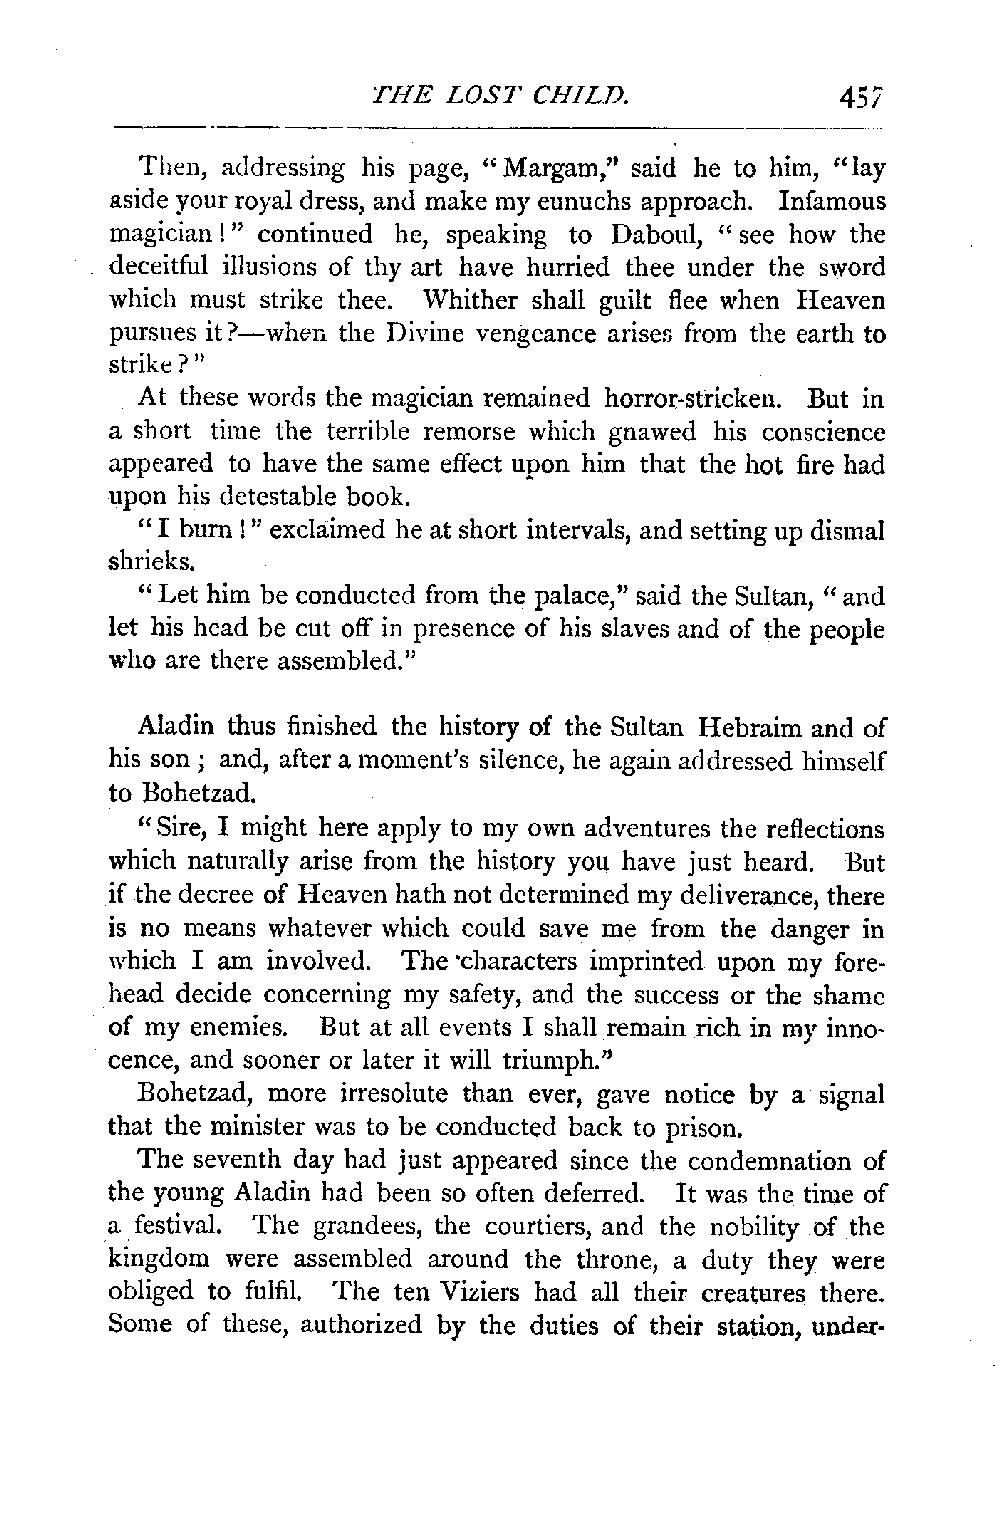 THE LOST CHILD. 457
Then, addressing his page, “Margam,” said he to him, “lay
aside your royal dress, and make my eunuchs approach. Infamous
magician!” continued he, speaking to Daboul, “see how the
deceitful illusions of thy art have hurried thee under the sword
which must strike thee. Whither shall guilt flee when Heaven
pursues it?—when the Divine vengeance arises from the earth to
strike?”
At these words the magician remained horror-stricken. But in
a short time the terrible remorse which gnawed his conscience
appeared to have the same effect upon him that the hot fire had
upon his detestable book.
“I burn!” exclaimed he at short intervals, and setting up dismal
shrieks.
“Let him be conducted from the palace,” said the Sultan, “and
let his head be cut off in presence of his slaves and of the people
who are there assembled.”
Aladin thus finished the history of the Sultan Hebraim and of
his son; and, after a moment's silence, he again addressed himself
to Bohetzad.
“Sire, I might here apply to my own adventures the reflections
which naturally arise from the history you have just heard. But
if the decree of Heaven hath not determined my deliverance, there
is no means whatever which could save me from the danger in
which I am involved. The characters imprinted upon my fore-
head decide concerning my safety, and the success or the shame
of my enemies. But at all events I shall remain rich in my inno-
cence, and sooner or later it will triumph.”
Bohetzad, more irresolute than ever, gave notice by a signal
that the minister was to be conducted back to prison.
The seventh day had just appeared since the condemnation of
the young Aladin had been so often deferred. It was the time of
a festival. The grandees, the courtiers, and the nobility of the
kingdom were assembled around the throne, a duty they were
obliged to fulfil. The ten Viziers had all their creatures there.
Some of these, authorized by the duties of their station, under-